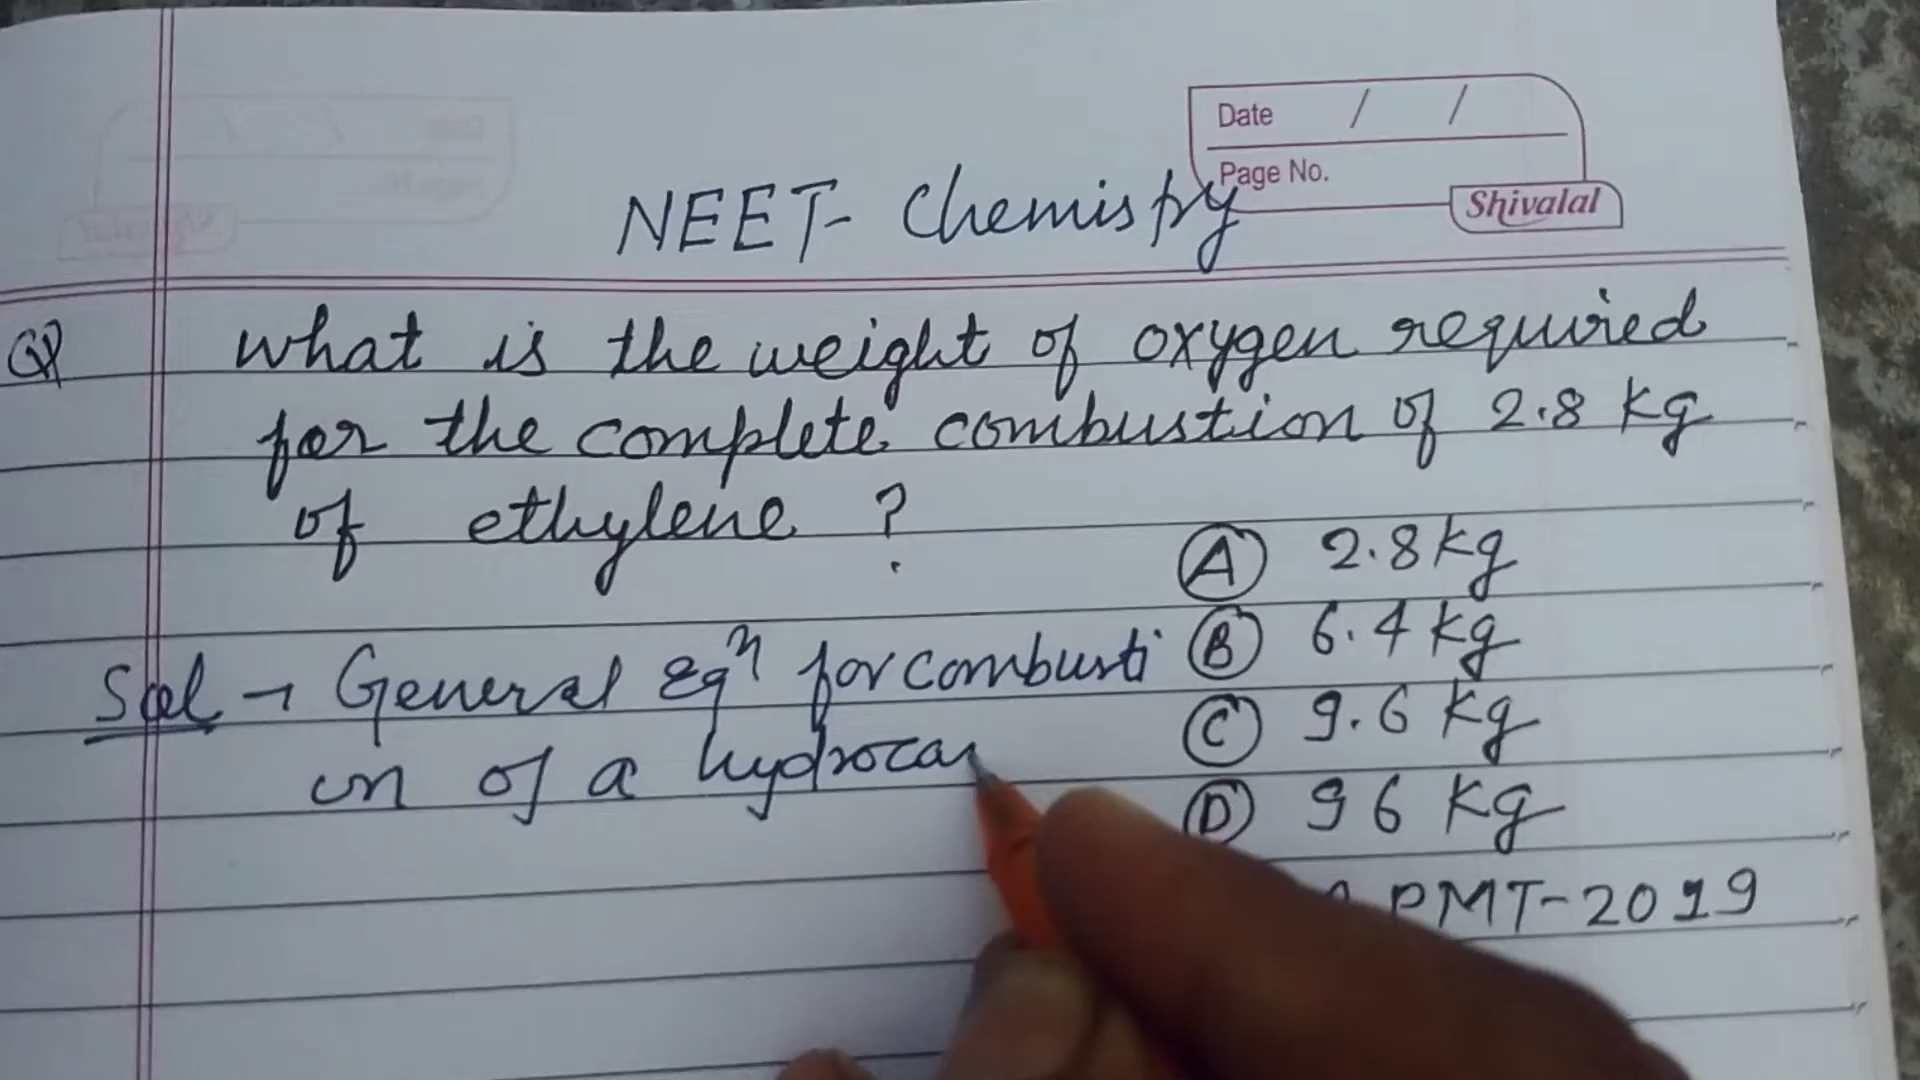 Date / /
Page No.
Shivalal
NEET- Chemistry
Q what is the weight of oxygen required
for the complete combustion of 2.8 kg
of ethylene ?
(A) 2.8 kg
(B) 6.4 kg
(C) 9.6 kg
(D) 96 kg
PMT-2019
Sol → General Eqn for combusti
on of a hydrocar